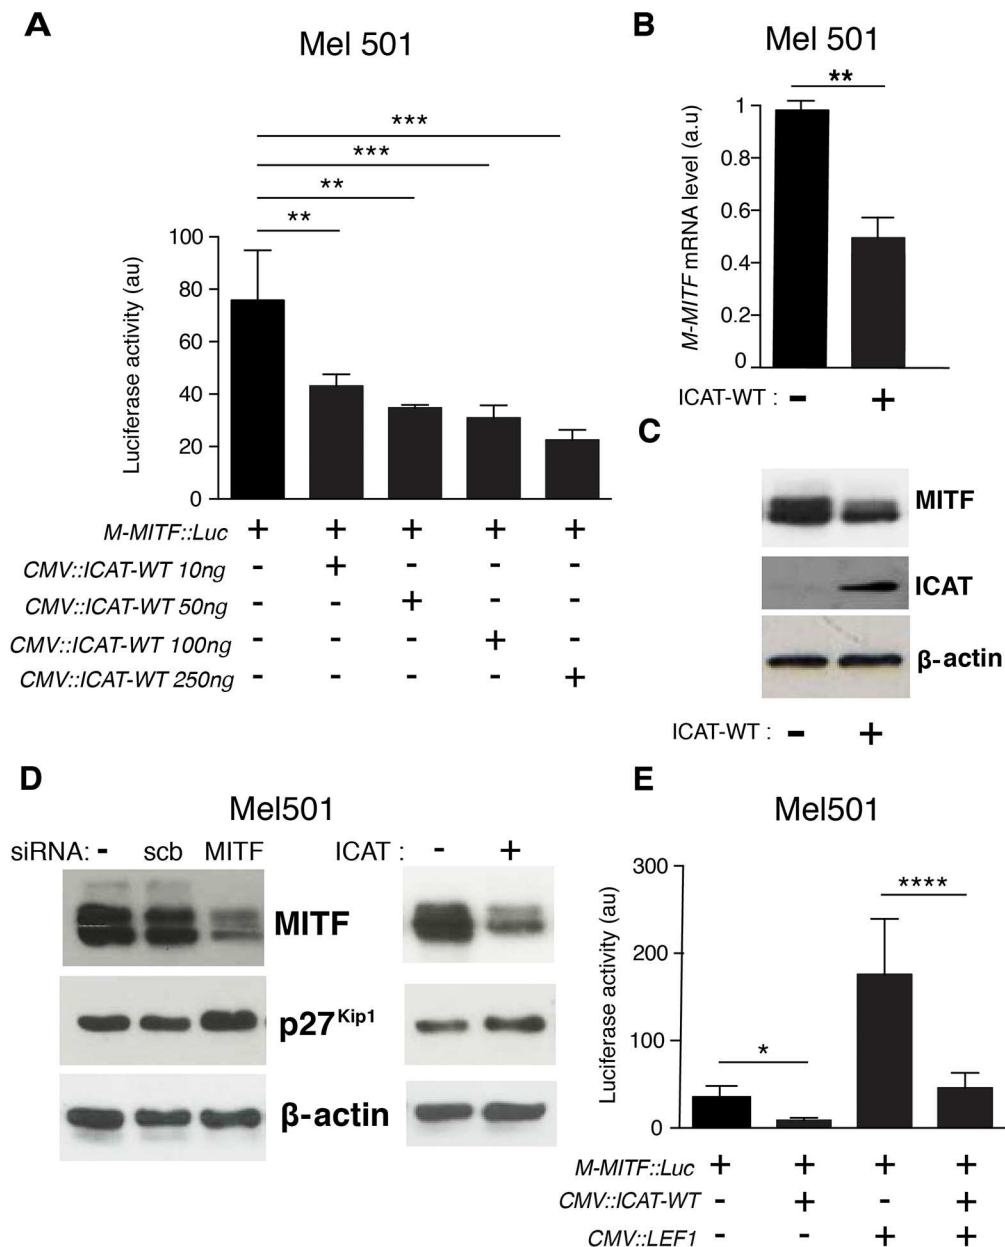 A
Mel 501
***
***
**
**
Luciferase activity (au)
100
80
60
40
20
0
M-MITF::Luc + + + + +
CMV::ICAT-WT 10ng - + - - -
CMV::ICAT-WT 50ng - - + - -
CMV::ICAT-WT 100ng - - - + -
CMV::ICAT-WT 250ng - - - - +
B
Mel 501
**
M-MITF mRNA level (a.u)
1
0.8
0.6
0.4
0.2
0
ICAT-WT : - +
C
MITF
ICAT
β-actin
ICAT-WT : - +
D
Mel501
siRNA: - scb MITF
ICAT : - +
MITF
p27Kip1
β-actin
E
Mel501
****
*
Luciferase activity (au)
300
200
100
0
M-MITF::Luc + + + +
CMV::ICAT-WT - + - +
CMV::LEF1 - - + +